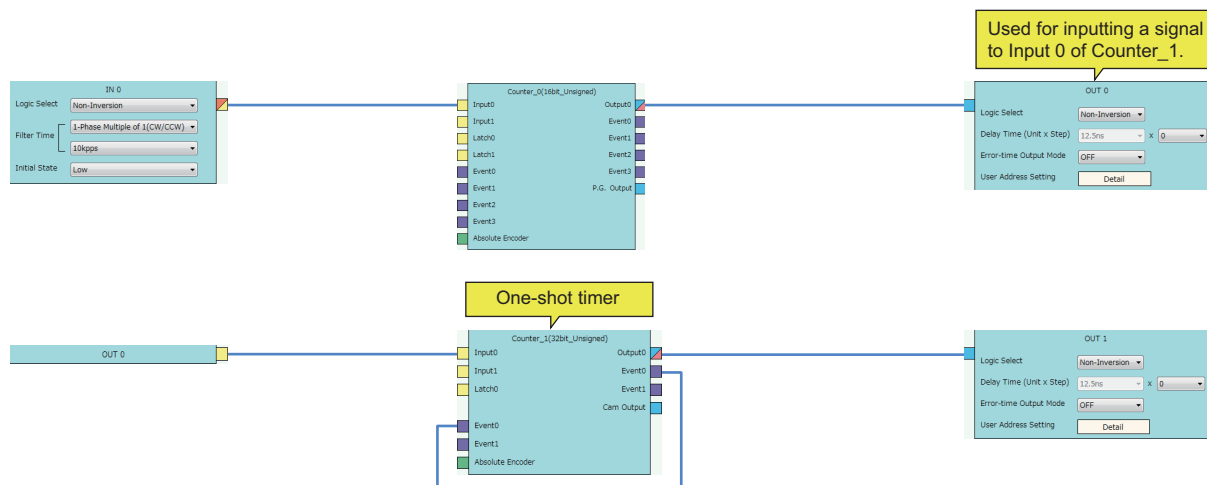 Used for inputting a signal
to Input 0 of Counter_1.
IN 0
Logic Select Non-Inversion
Filter Time 1-Phase Multiple of 1(CW/CCW)
10kpps
Initial State Low
Counter_0(16bit_Unsigned)
Input0 Output0
Input1 Event0
Latch0 Event1
Latch1 Event2
Event0 Event3
Event1 P.G. Output
Event2
Event3
Absolute Encoder
OUT 0
Logic Select Non-Inversion
Delay Time (Unit x Step) 12.5ns x 0
Error-time Output Mode OFF
User Address Setting Detail
One-shot timer
OUT 0
Counter_1(32bit_Unsigned)
Input0 Output0
Input1 Event0
Latch0 Event1
Cam Output
Event0
Event1
Absolute Encoder
OUT 1
Logic Select Non-Inversion
Delay Time (Unit x Step) 12.5ns x 0
Error-time Output Mode OFF
User Address Setting Detail